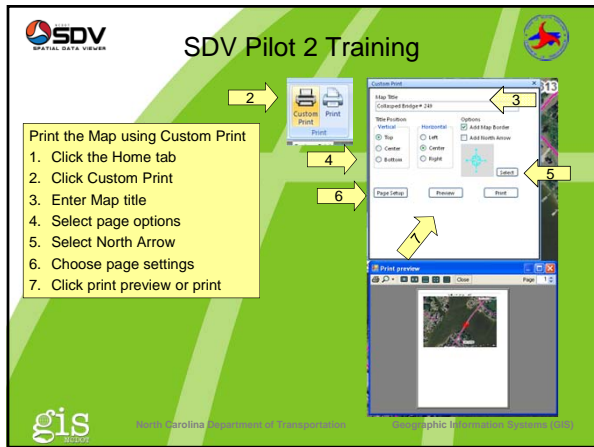 NCDOT
SDV
SPATIAL DATA VIEWER
SDV Pilot 2 Training
Print the Map using Custom Print
1. Click the Home tab
2. Click Custom Print
3. Enter Map title
4. Select page options
5. Select North Arrow
6. Choose page settings
7. Click print preview or print
2
Custom Print
Print
Print
3
4
5
6
7
Custom Print
Map Title
Collasped Bridge# 249
Title Position
Vertical
Top
Center
Bottom
Horizontal
Left
Center
Right
Options
Add Map Border
Add North Arrow
Select
Page Setup
Preview
Print
313
Print preview
Close
Page 1
gis
NCDOT
North Carolina Department of Transportation
Geographic Information Systems (GIS)